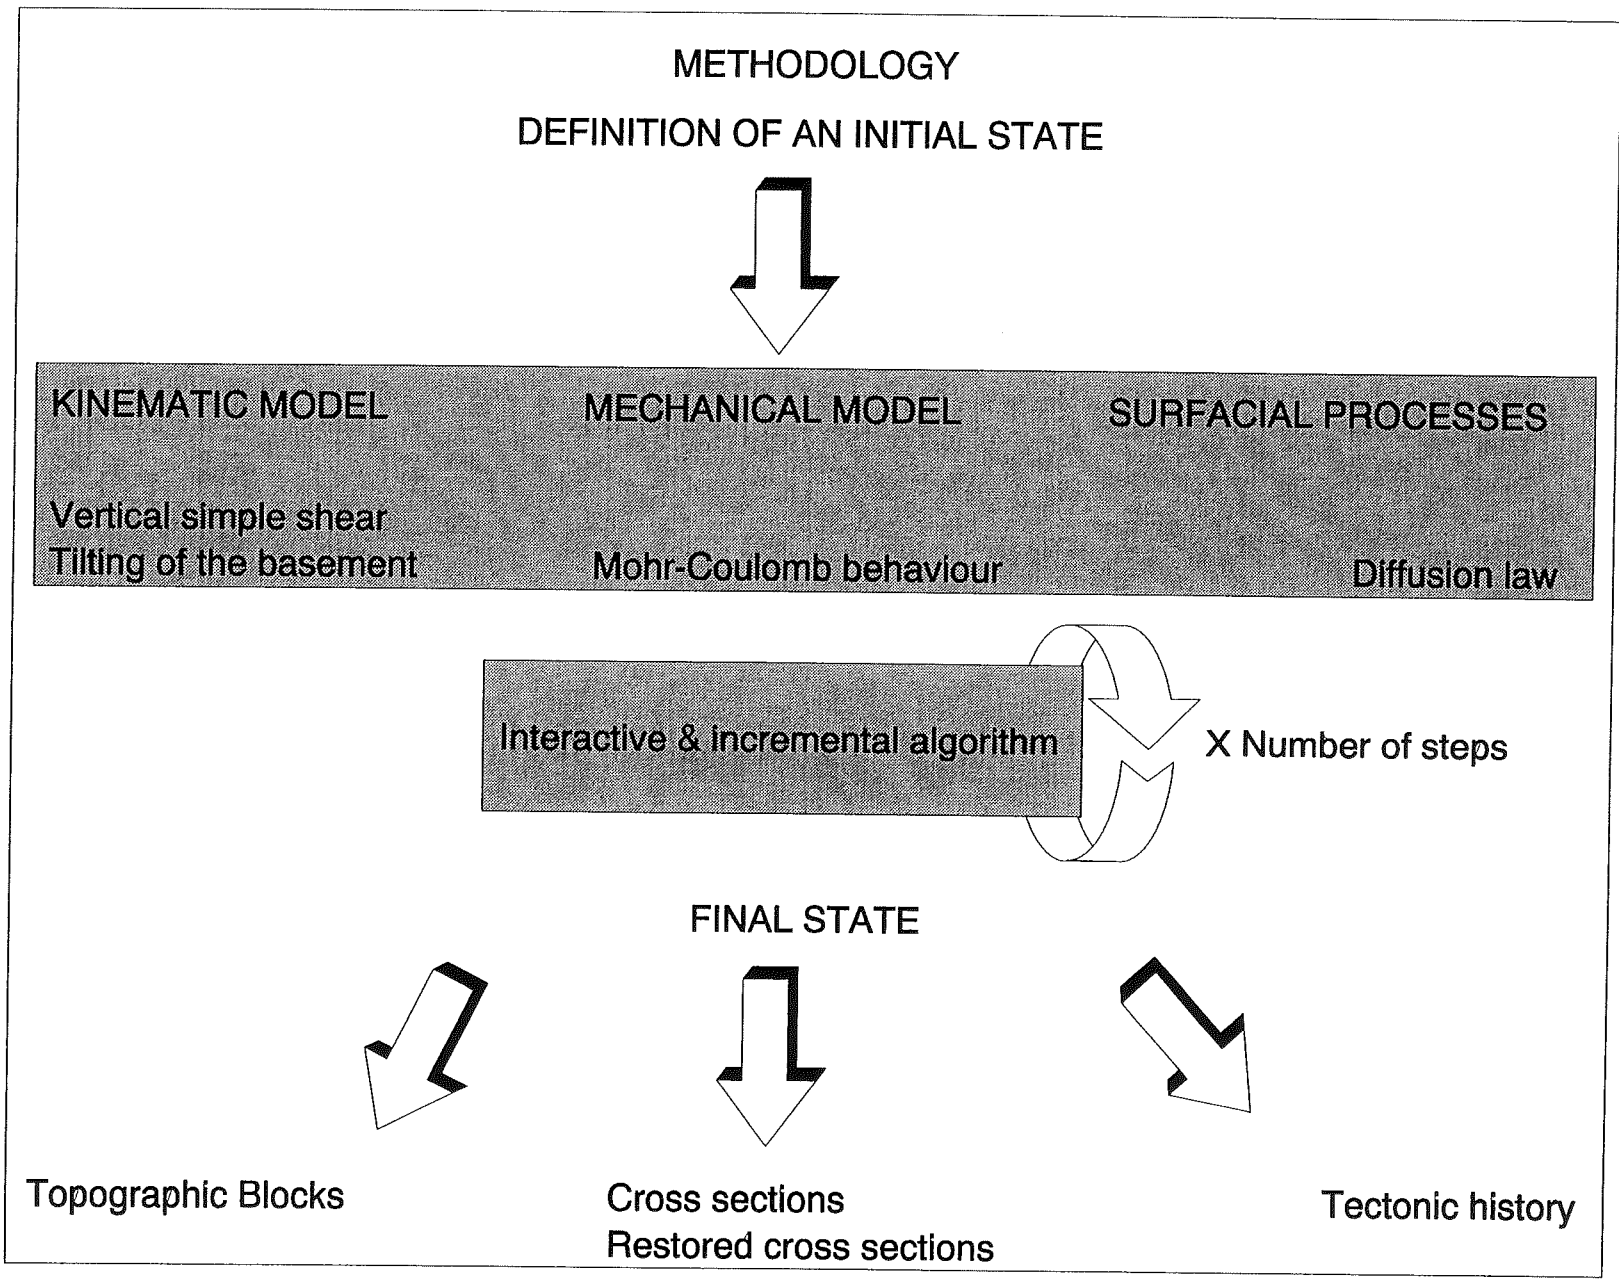 METHODOLOGY
DEFINITION OF AN INITIAL STATE
KINEMATIC MODEL
MECHANICAL MODEL
SURFACIAL PROCESSES
Vertical simple shear
Tilting of the basement
Mohr-Coulomb behaviour
Diffusion law
Interactive & incremental algorithm
X Number of steps
FINAL STATE
Topographic Blocks
Cross sections
Restored cross sections
Tectonic history